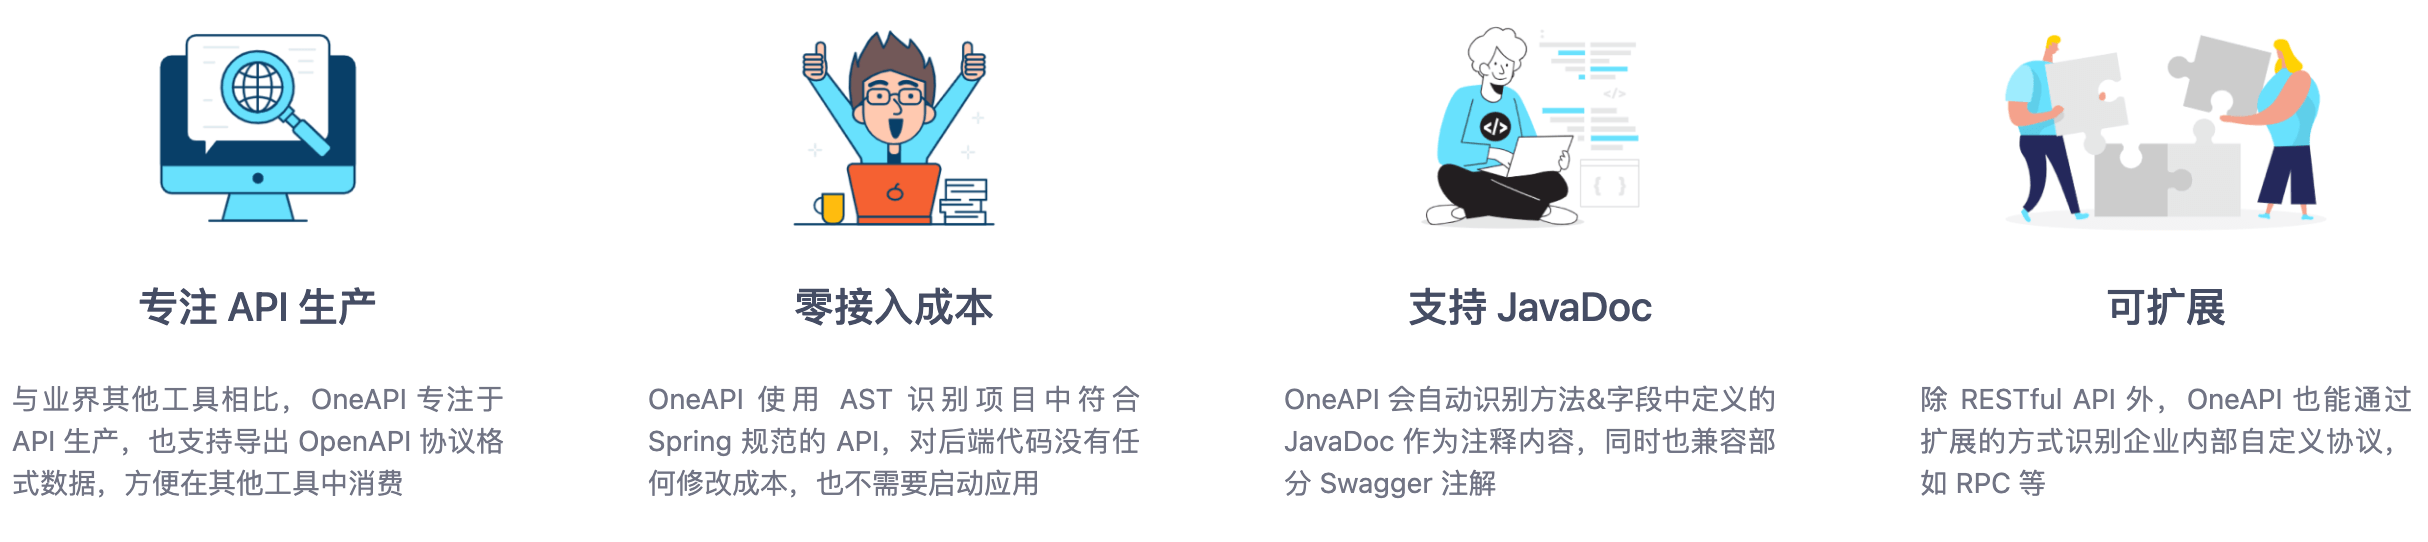 专注 API 生产
与业界其他工具相比，OneAPI 专注于
API 生产，也支持导出 OpenAPI 协议格
式数据，方便在其他工具中消费
零接入成本
OneAPI 使用 AST 识别项目中符合
Spring 规范的 API，对后端代码没有任
何修改成本，也不需要启动应用
支持 JavaDoc
OneAPI 会自动识别方法&字段中定义的
JavaDoc 作为注释内容，同时也兼容部
分 Swagger 注解
可扩展
除 RESTful API 外，OneAPI 也能通过
扩展的方式识别企业内部自定义协议，
如 RPC 等